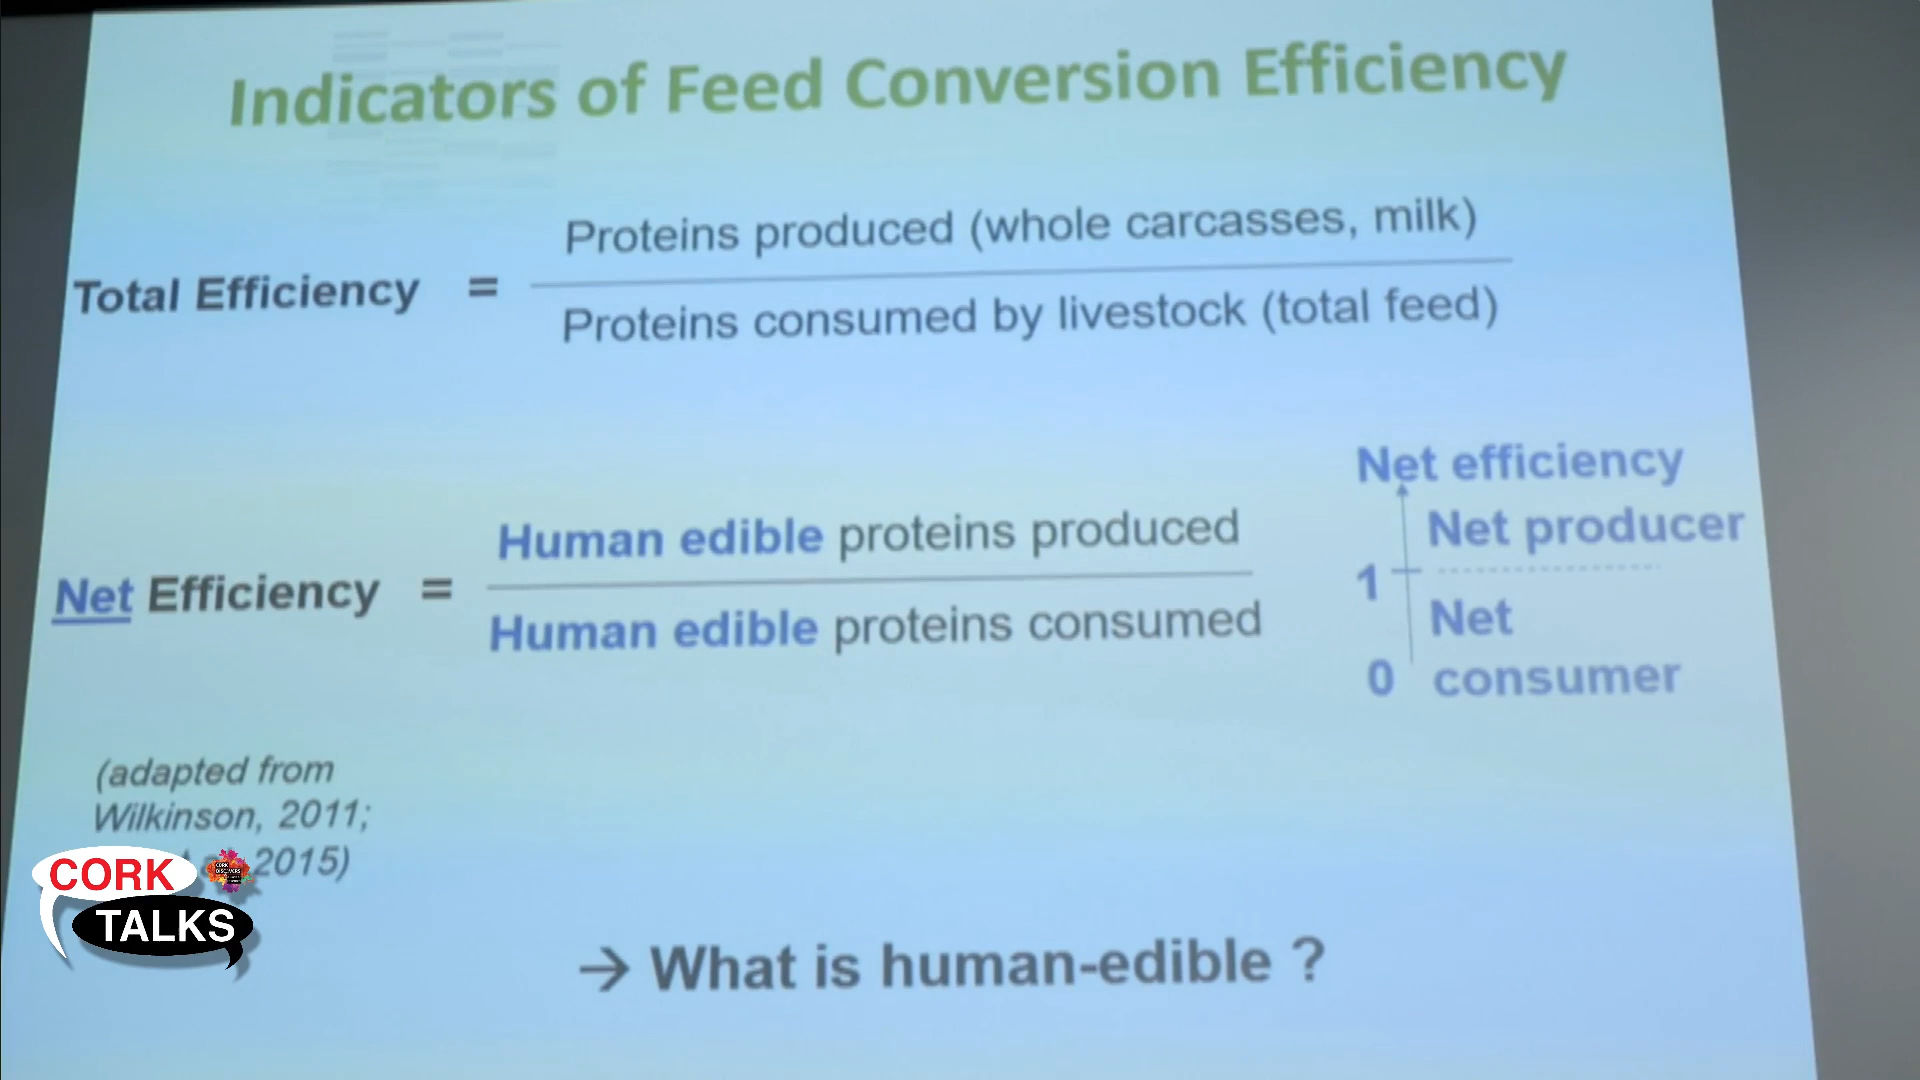 Indicators of Feed Conversion Efficiency
Total Efficiency = Proteins produced (whole carcasses, milk)
Proteins consumed by livestock (total feed)
Net Efficiency = Human edible proteins produced
Human edible proteins consumed
Net efficiency
Net producer
1
Net
0 consumer
(adapted from
Wilkinson, 2011;
2015)
CORK
TALKS
CORK
DISCOVERS
→ What is human-edible ?